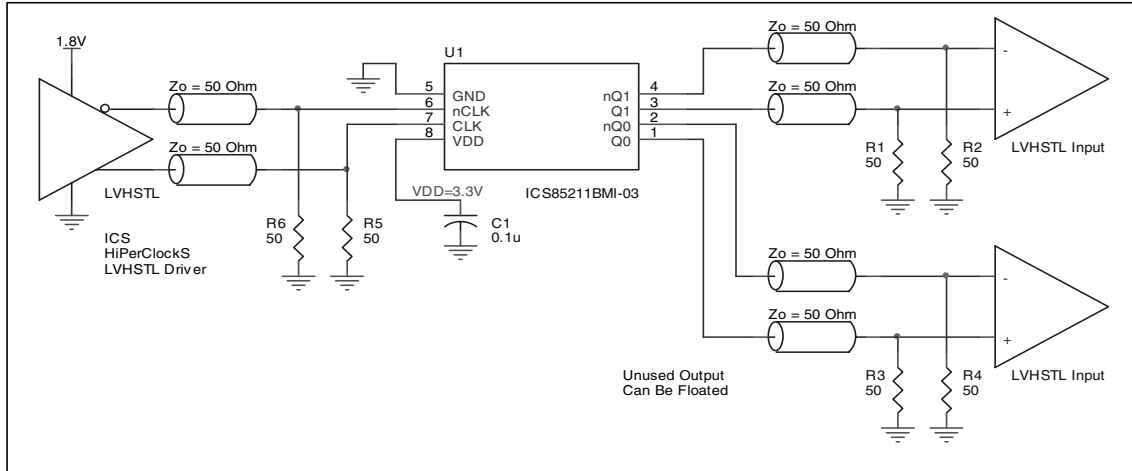 1.8V
Zo = 50 Ohm
Zo = 50 Ohm
LVHSTL
ICS
HiPerClockS
LVHSTL Driver
R6
50
R5
50
U1
5
6
7
8
GND
nCLK
CLK
VDD
nQ1
Q1
nQ0
Q0
4
3
2
1
VDD=3.3V
ICS85211BMI-03
C1
0.1u
Zo = 50 Ohm
Zo = 50 Ohm
-
+
R1
50
R2
50
LVHSTL Input
Zo = 50 Ohm
Zo = 50 Ohm
-
+
Unused Output
Can Be Floated
R3
50
R4
50
LVHSTL Input